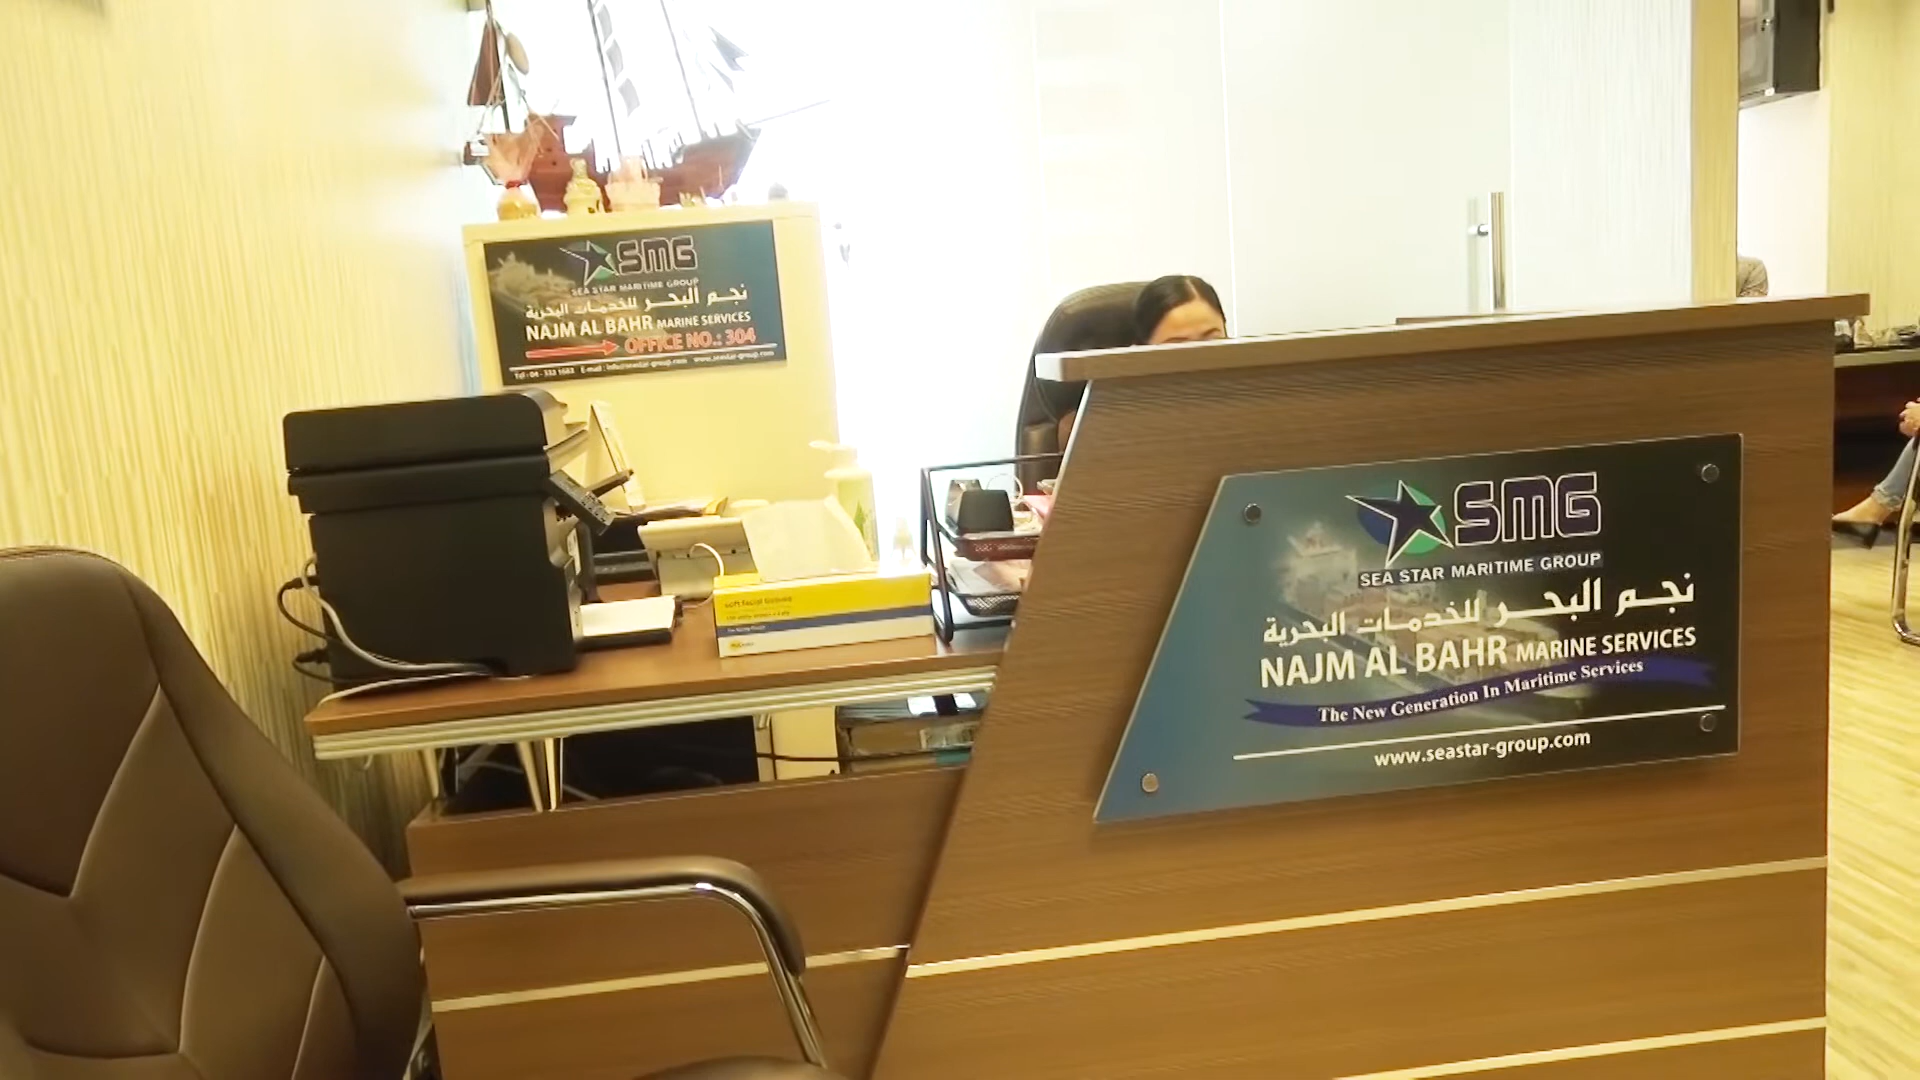 SMG
SEA STAR MARITIME GROUP
نجم البحر للخدمات البحرية
NAJM AL BAHR MARINE SERVICES
OFFICE NO.: 304
SMG
SEA STAR MARITIME GROUP
نجم البحر للخدمات البحرية
NAJM AL BAHR MARINE SERVICES
The New Generation In Maritime Services
www.seastar-group.com